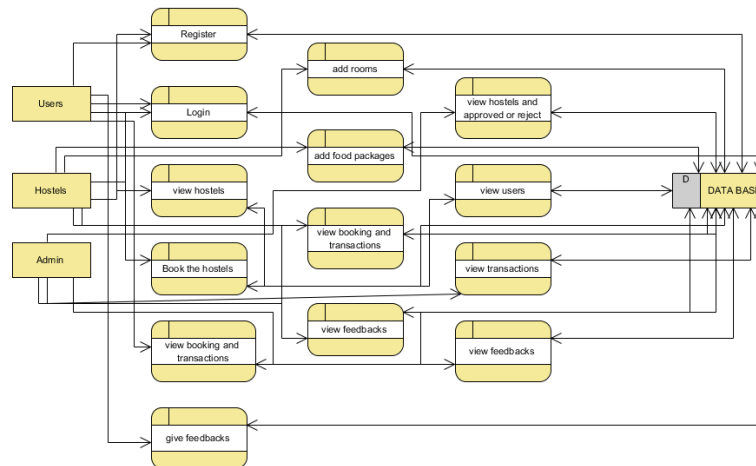 Register
add rooms
view hostels and
approved or reject
Users
Login
add food packages
Hostels
view hostels
view users
D
DATA BASE
view booking and
transactions
Admin
Book the hostels
view transactions
view feedbacks
view booking and
transactions
view feedbacks
give feedbacks